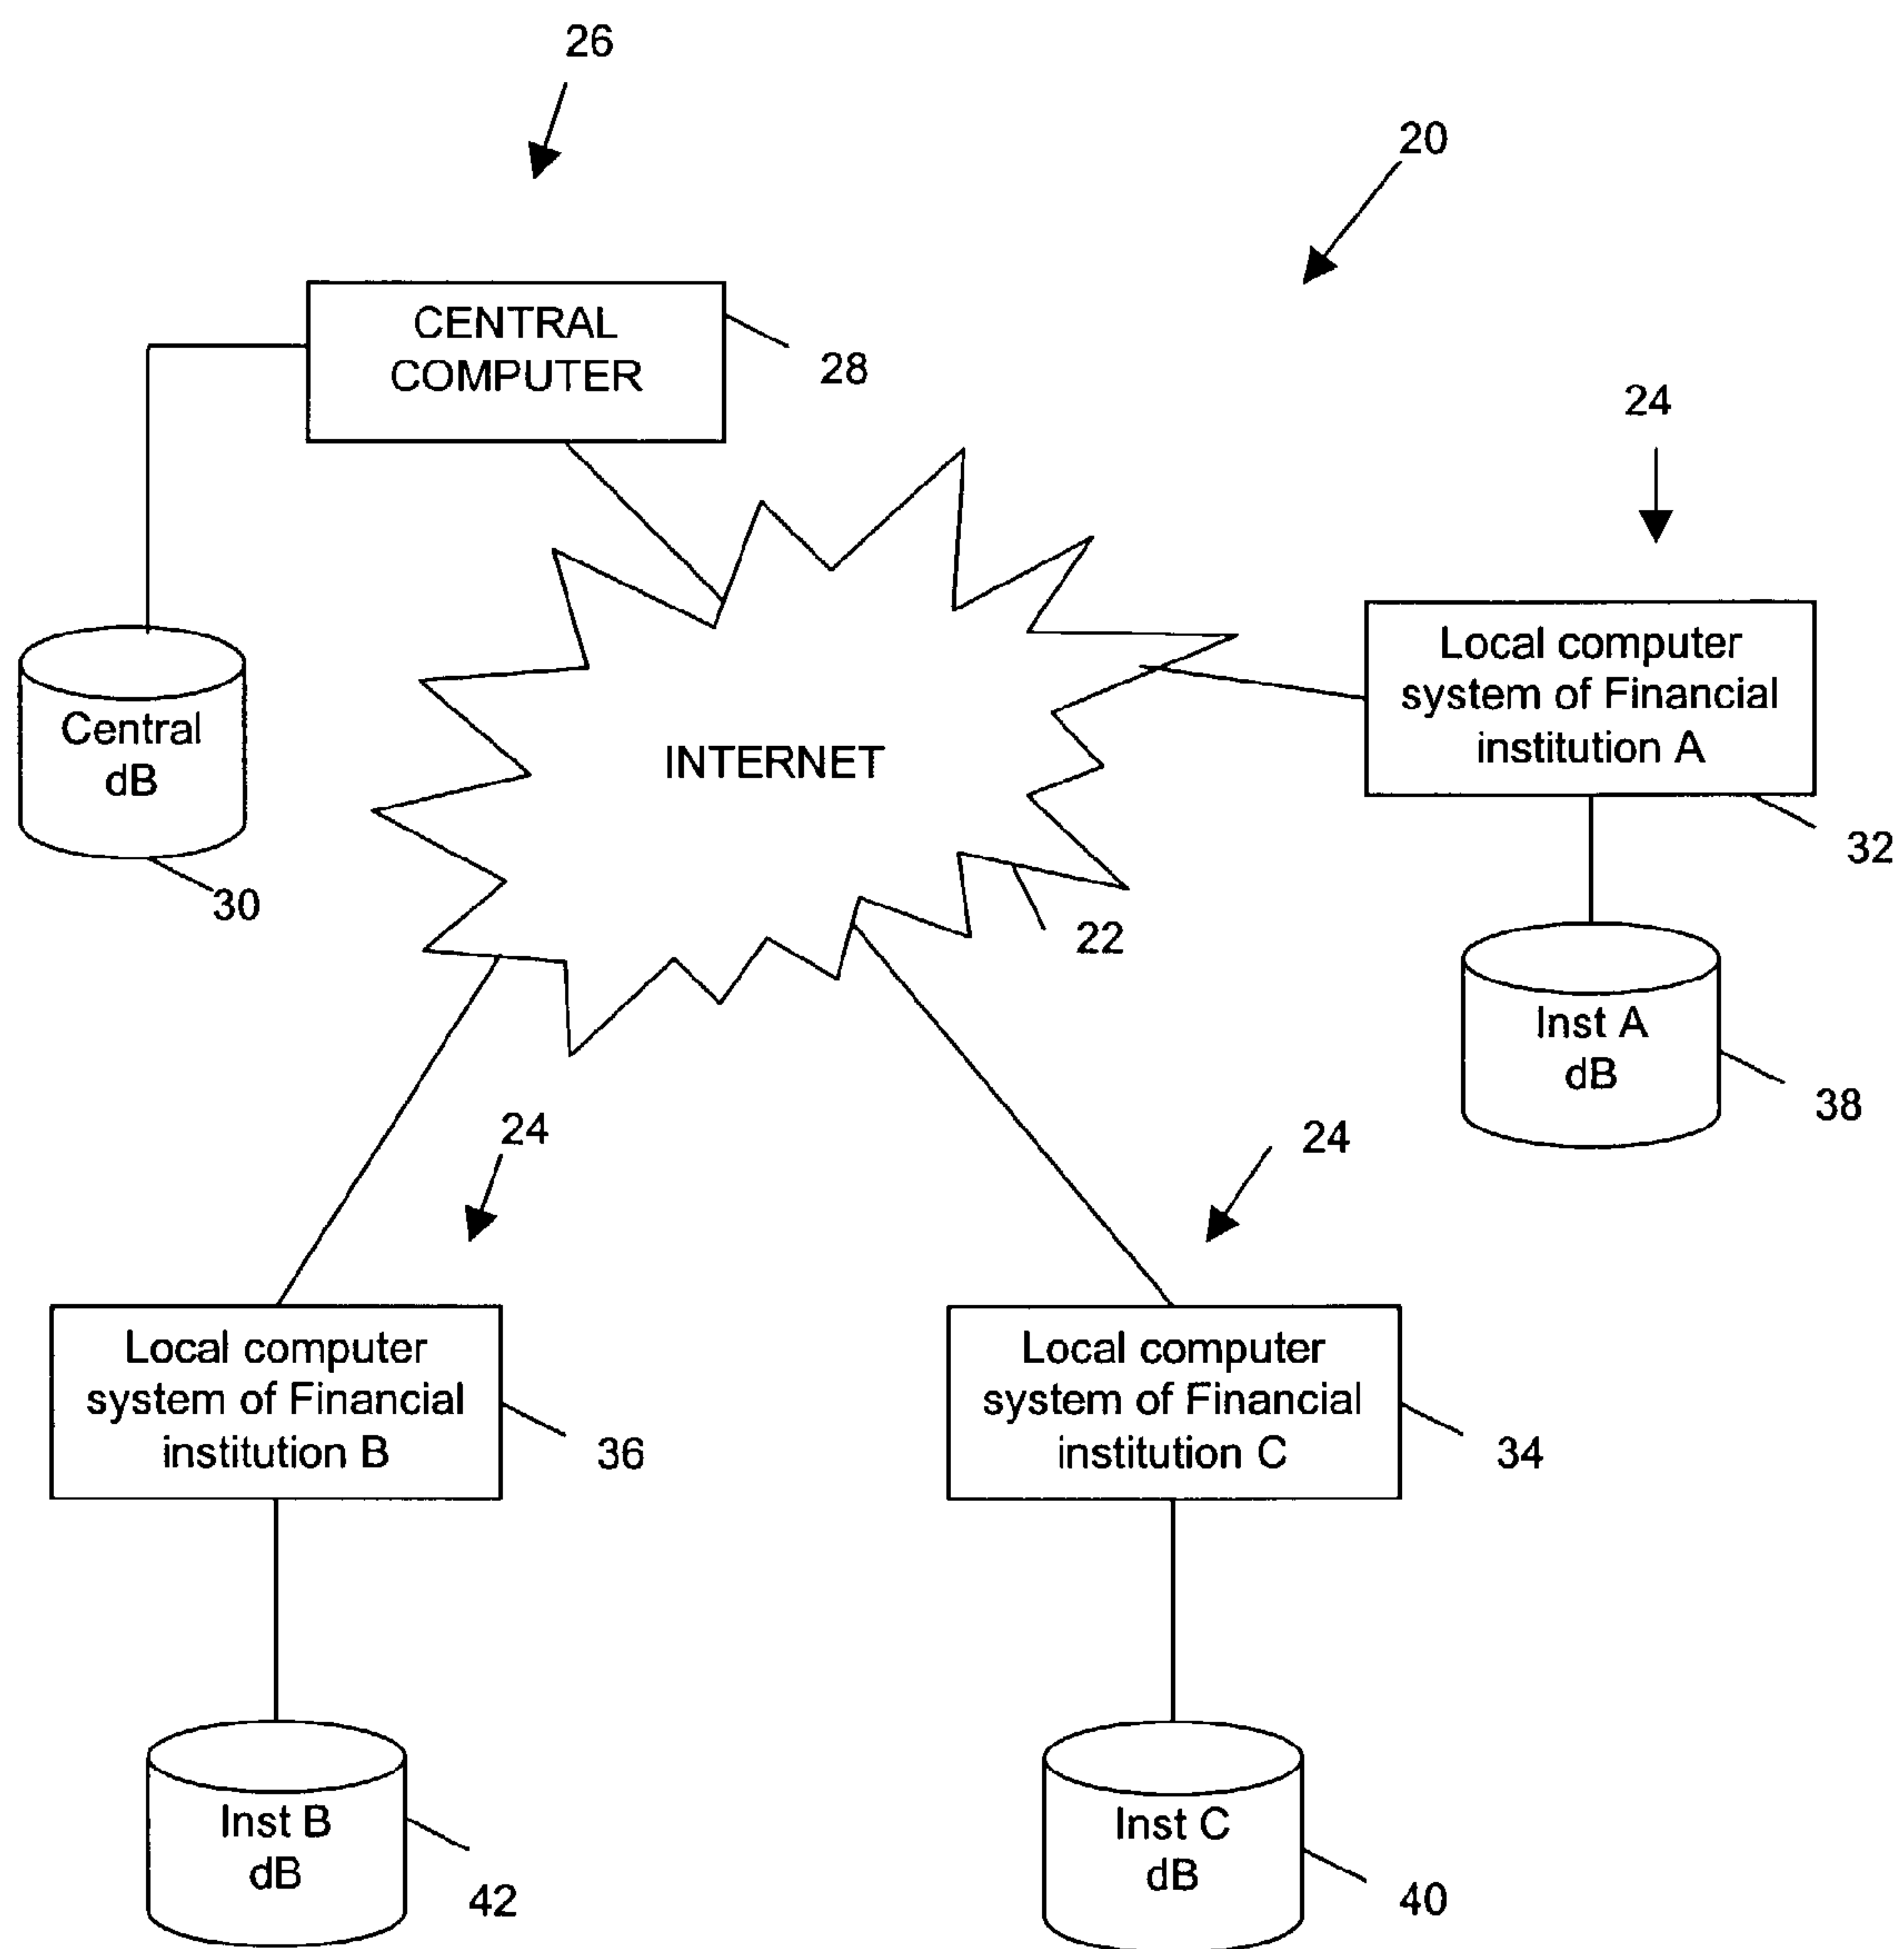 26
20
CENTRAL
COMPUTER
28
24
Local computer
system of Financial
institution A
32
Central
dB
30
INTERNET
22
Inst A
dB
38
24
24
Local computer
system of Financial
institution B
36
Local computer
system of Financial
institution C
34
Inst B
dB
42
Inst C
dB
40